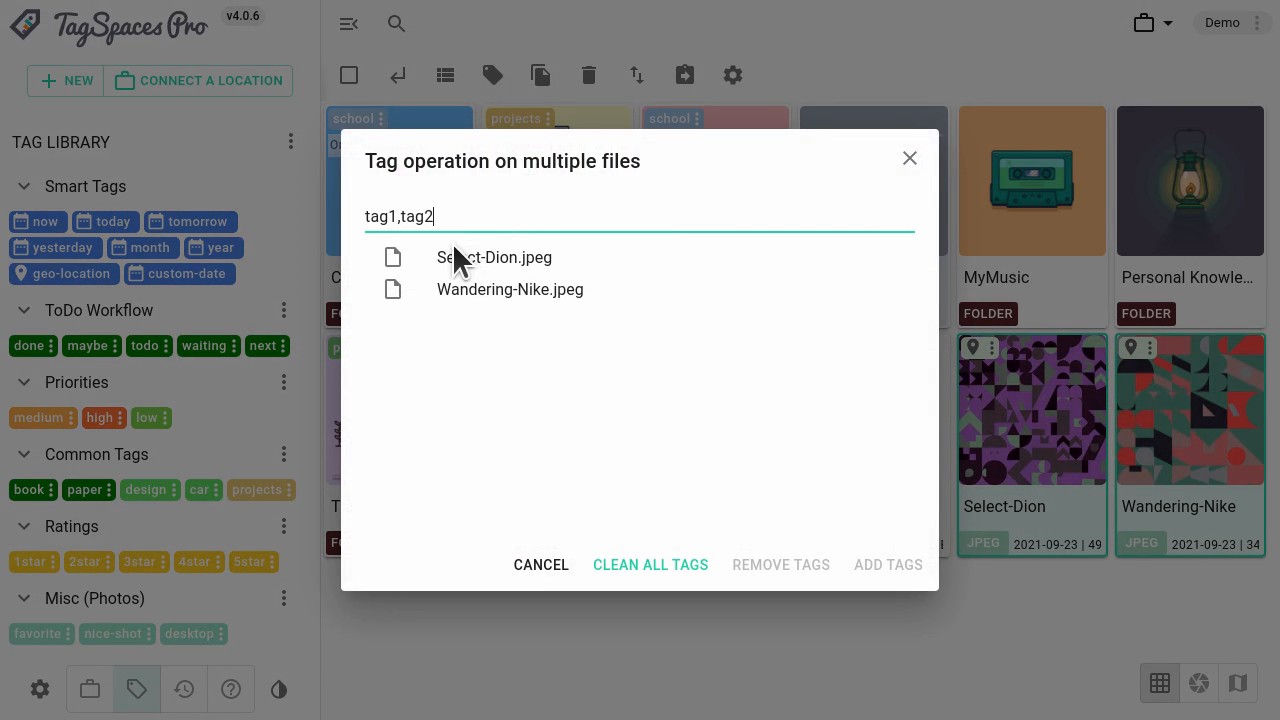 TagSpaces Pro v4.0.6
NEW
CONNECT A LOCATION
Demo
TAG LIBRARY
Smart Tags
now today tomorrow
yesterday month year
geo-location custom-date
ToDo Workflow
done maybe todo waiting next
Priorities
medium high low
Common Tags
book paper design car projects
Ratings
1star 2star 3star 4star 5star
Misc (Photos)
favorite nice-shot desktop
school projects school
Tag operation on multiple files
tag1,tag2
Select-Dion.jpeg
Wandering-Nike.jpeg
CANCEL CLEAN ALL TAGS REMOVE TAGS ADD TAGS
MyMusic
FOLDER
Personal Knowle...
FOLDER
Select-Dion
JPEG 2021-09-23 | 49
Wandering-Nike
JPEG 2021-09-23 | 34